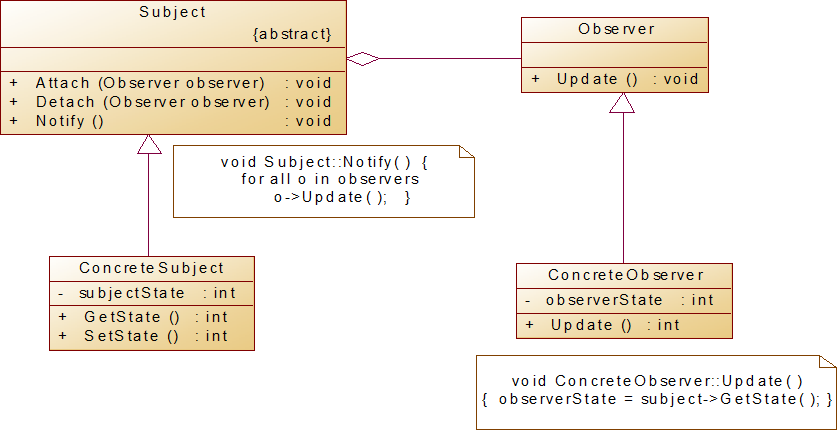 Subject
{abstract}
+ Attach (Observer observer) : void
+ Detach (Observer observer) : void
+ Notify () : void
Observer
+ Update () : void
void Subject::Notify() {
for all o in observers
o->Update(); }
ConcreteSubject
- subjectState : int
+ GetState () : int
+ SetState () : int
ConcreteObserver
- observerState : int
+ Update () : int
void ConcreteObserver::Update()
{ observerState = subject->GetState(); }